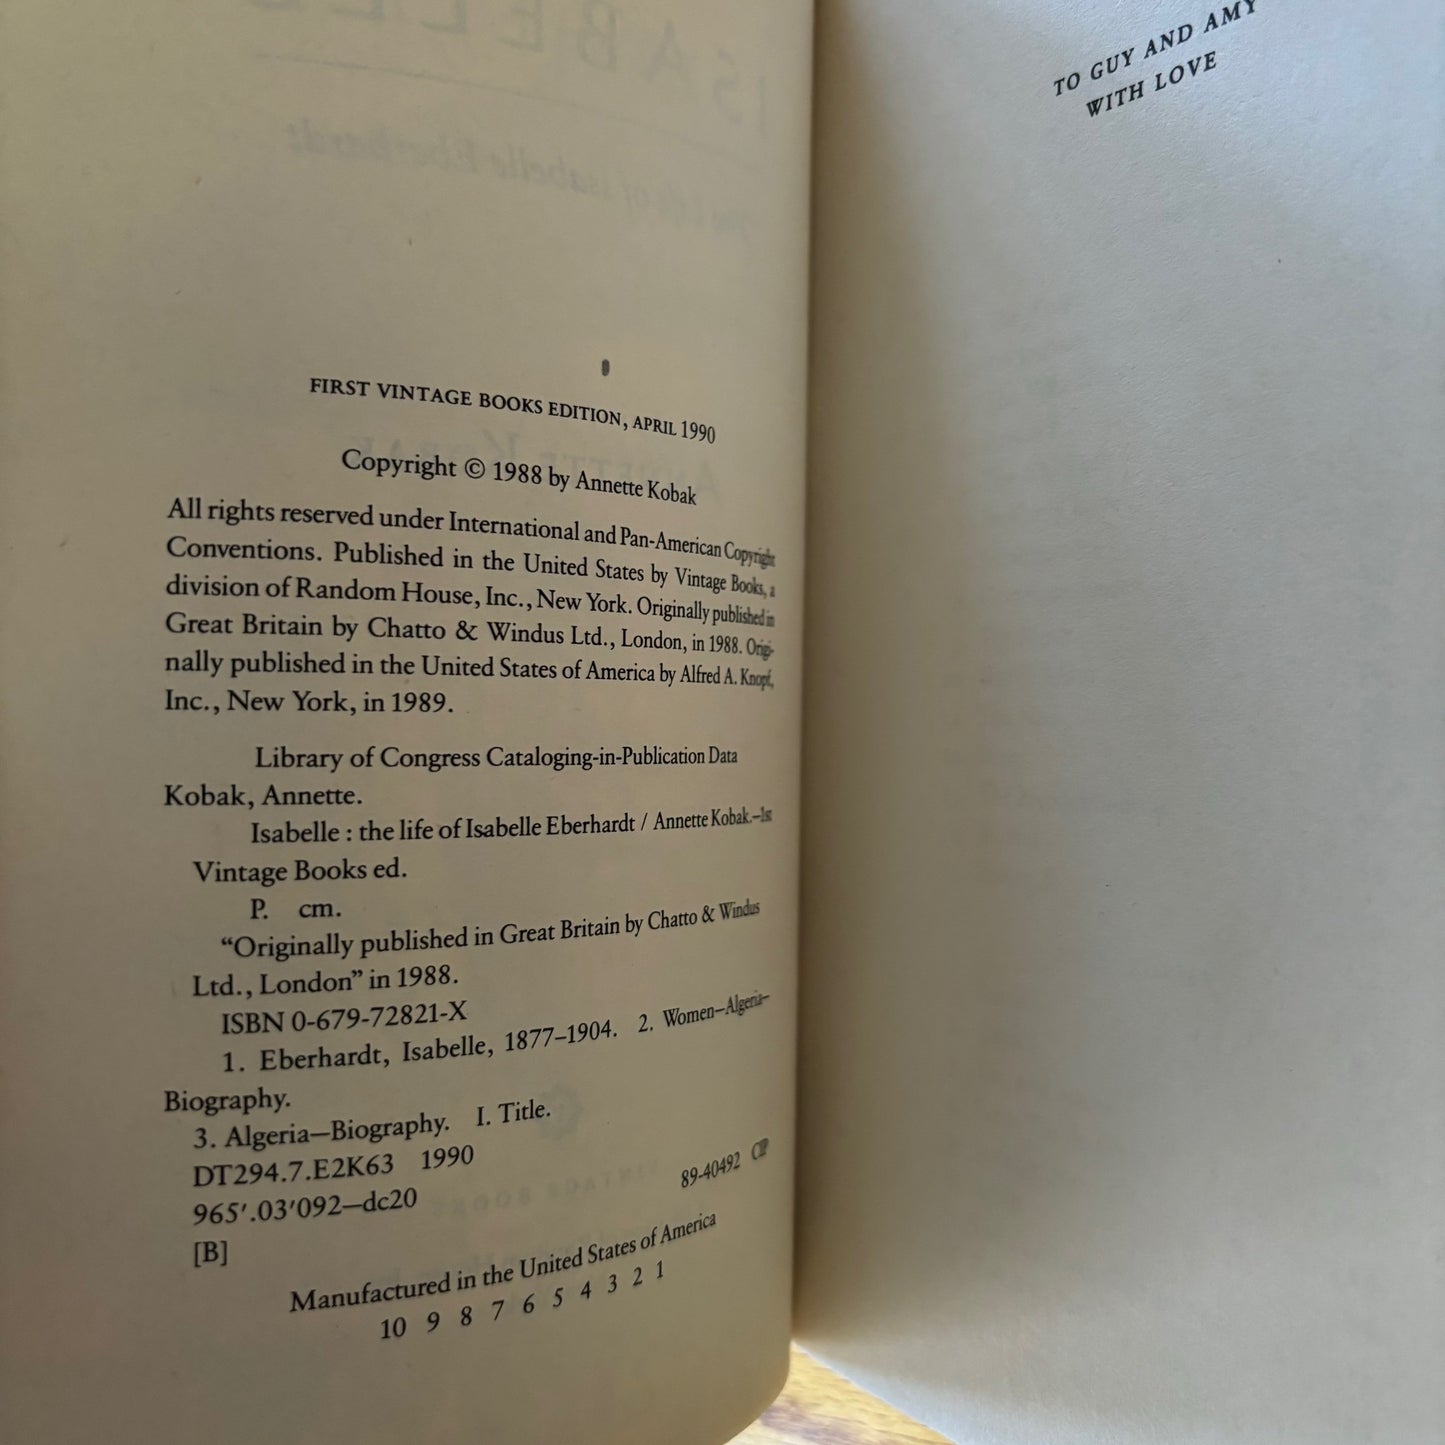 FIRST VINTAGE BOOKS EDITION, APRIL 1990
Copyright © 1988 by Annette Kobak
All rights reserved under International and Pan-American Copyright
Conventions. Published in the United States by Vintage Books, a
division of Random House, Inc., New York. Originally published in
Great Britain by Chatto & Windus Ltd., London, in 1988. Origi-
nally published in the United States of America by Alfred A. Knopf,
Inc., New York, in 1989.
Library of Congress Cataloging-in-Publication Data
Kobak, Annette.
Isabelle : the life of Isabelle Eberhardt / Annette Kobak.—1st
Vintage Books ed.
P. cm.
“Originally published in Great Britain by Chatto & Windus
Ltd., London” in 1988.
ISBN 0-679-72821-X
1. Eberhardt, Isabelle, 1877–1904. 2. Women—Algeria—
Biography.
3. Algeria—Biography. I. Title.
DT294.7.E2K63 1990
965′.03′092—dc20 89-40492 CIP
[B]
Manufactured in the United States of America
10 9 8 7 6 5 4 3 2 1
TO GUY AND AMY
WITH LOVE